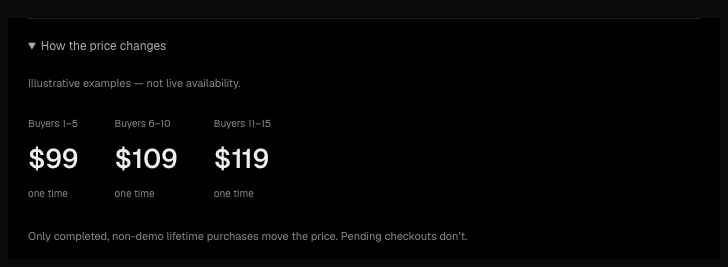 ▼ How the price changes
Illustrative examples — not live availability.
Buyers 1–5 Buyers 6–10 Buyers 11–15
$99 $109 $119
one time one time one time
Only completed, non-demo lifetime purchases move the price. Pending checkouts don't.